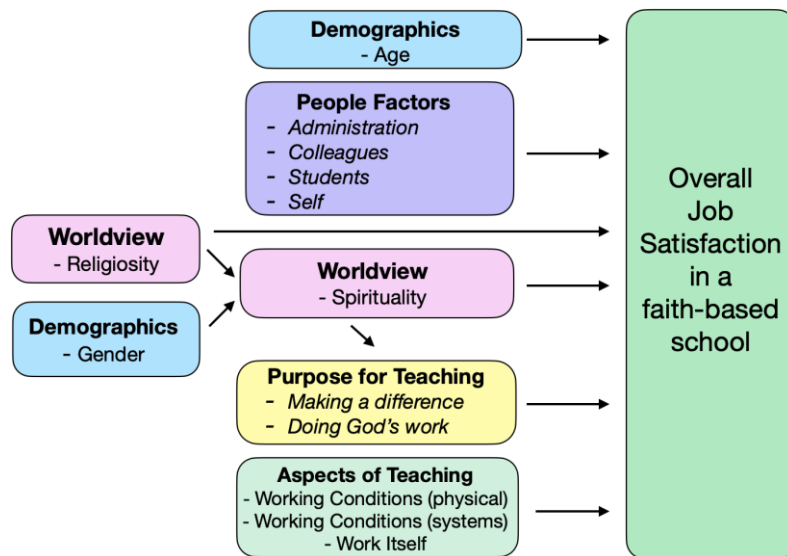 Demographics
- Age
People Factors
- Administration
- Colleagues
- Students
- Self
Worldview
- Religiosity
Demographics
- Gender
Worldview
- Spirituality
Purpose for Teaching
- Making a difference
- Doing God's work
Aspects of Teaching
- Working Conditions (physical)
- Working Conditions (systems)
- Work Itself
Overall
Job
Satisfaction
in a
faith-based
school